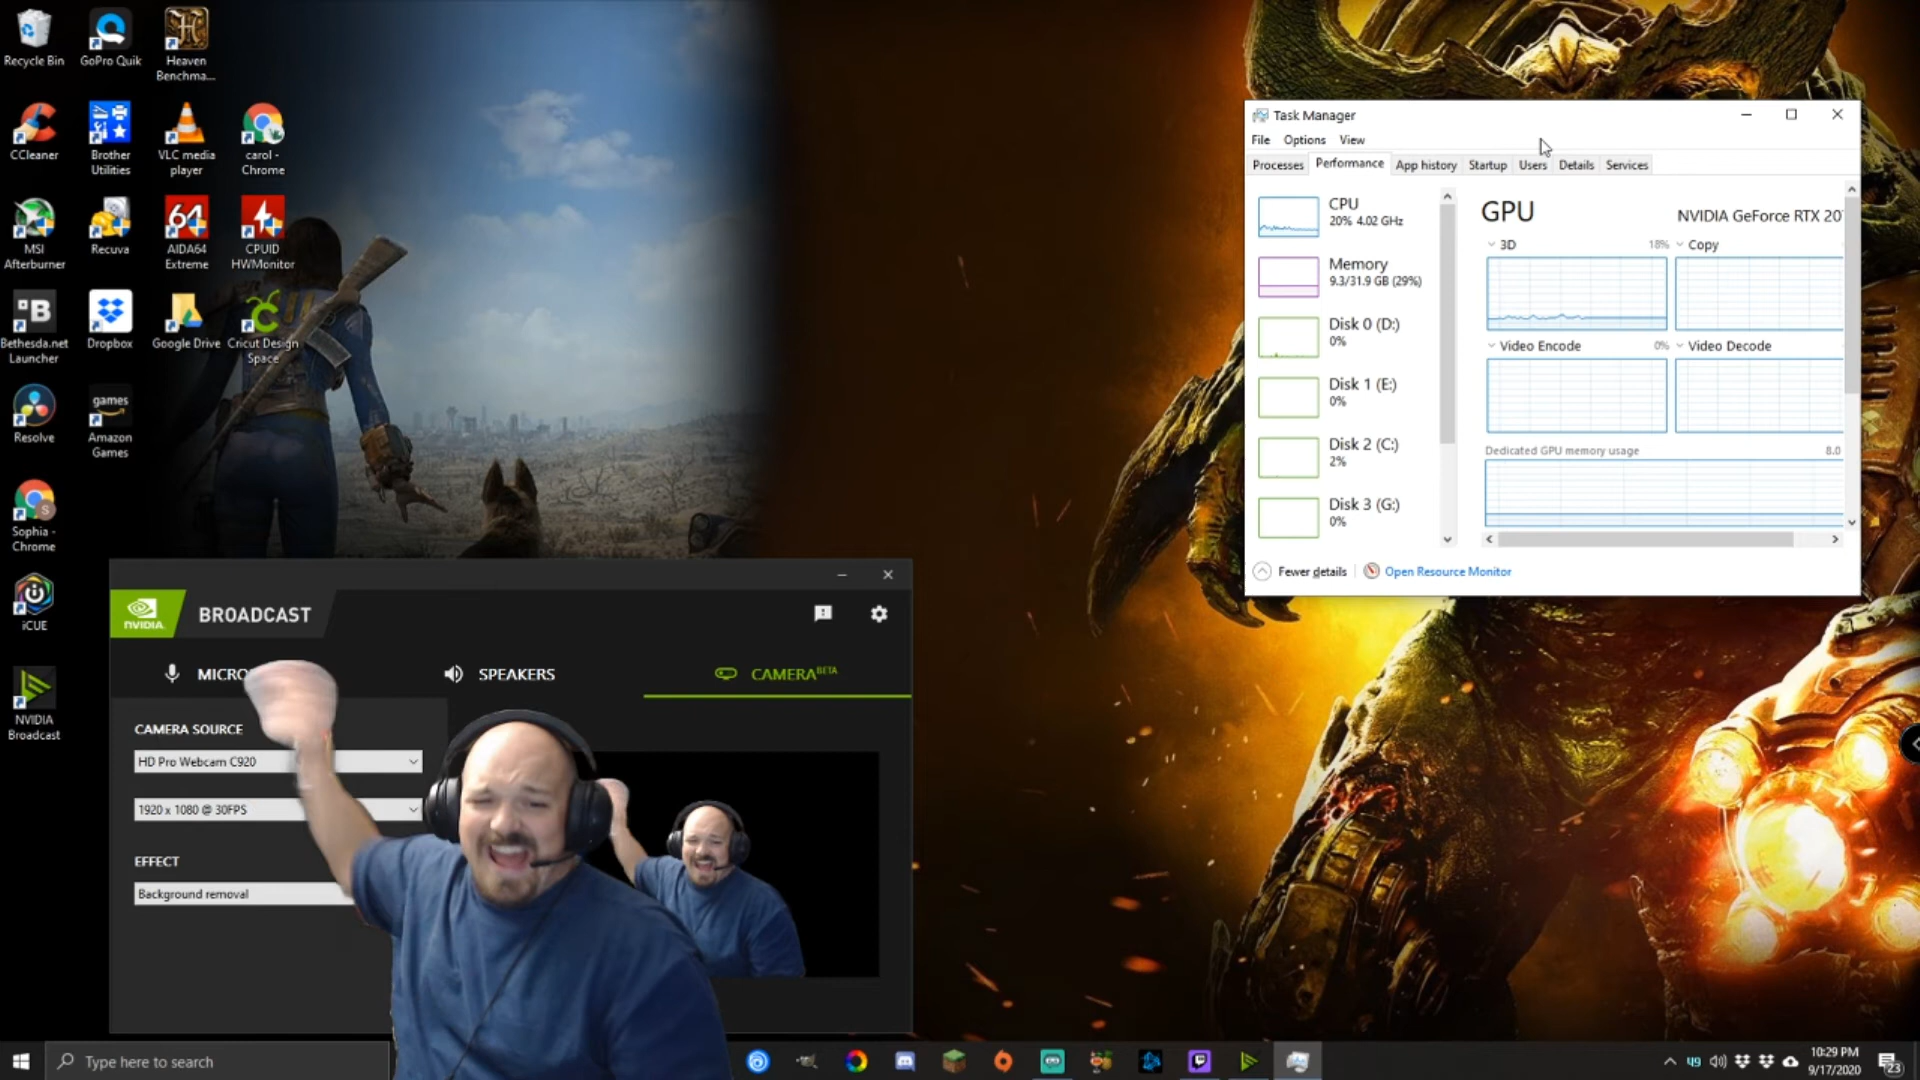 Recycle Bin
GoPro Quik
Heaven
Benchma...
CCleaner
Brother
Utilities
VLC media
player
carol -
Chrome
MSI
Afterburner
Recuva
64
AIDA64
Extreme
CPUID
HWMonitor
B
Bethesda.net
Launcher
Dropbox
Google Drive
Cricut Design
Space
Resolve
games
Amazon
Games
S
Sophia -
Chrome
iCUE
NVIDIA
Broadcast
Task Manager
File Options View
Processes Performance App history Startup Users Details Services
CPU
20% 4.02 GHz
Memory
9.3/31.9 GB (29%)
Disk 0 (D:)
0%
Disk 1 (E:)
0%
Disk 2 (C:)
2%
Disk 3 (G:)
0%
GPU
NVIDIA GeForce RTX 20
3D 18% Copy
Video Encode 0% Video Decode
Dedicated GPU memory usage 8.0
Fewer details Open Resource Monitor
NVIDIA. BROADCAST
MICRO SPEAKERS CAMERA BETA
CAMERA SOURCE
HD Pro Webcam C920
1920 x 1080 @ 30FPS
EFFECT
Background removal
Type here to search
49
10:29 PM
9/17/2020
23